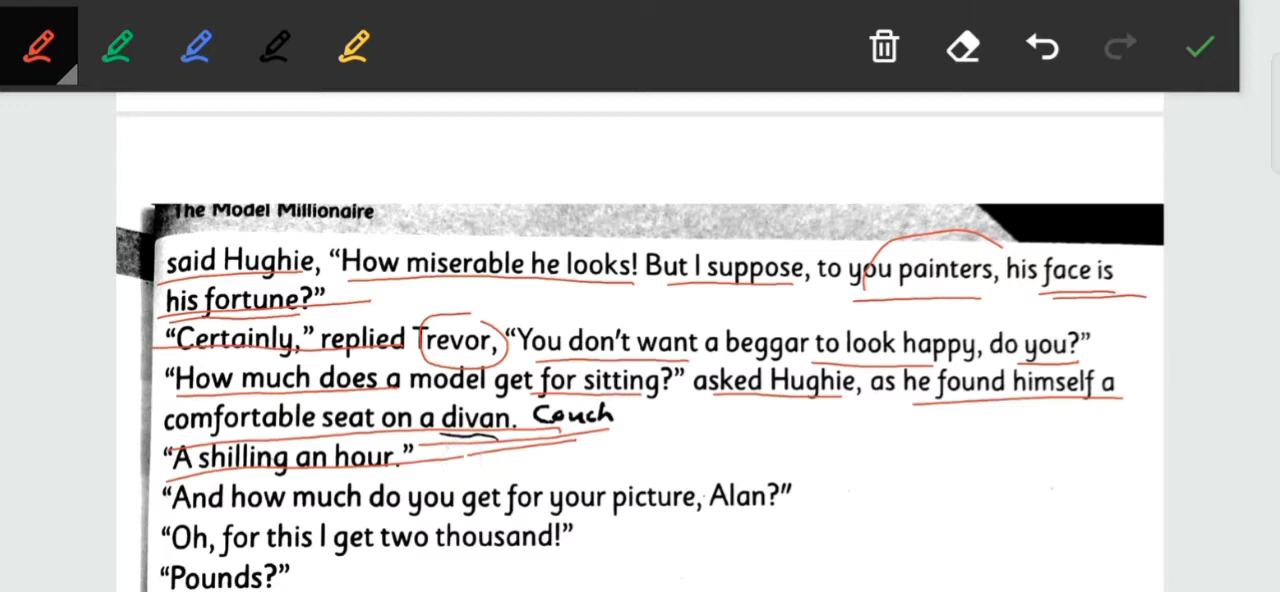 The Model Millionaire
said Hughie, “How miserable he looks! But I suppose, to you painters, his face is
his fortune?”
“Certainly,” replied Trevor, “You don't want a beggar to look happy, do you?”
“How much does a model get for sitting?” asked Hughie, as he found himself a
comfortable seat on a divan. Couch
“A shilling an hour.”
“And how much do you get for your picture, Alan?”
“Oh, for this I get two thousand!”
“Pounds?”